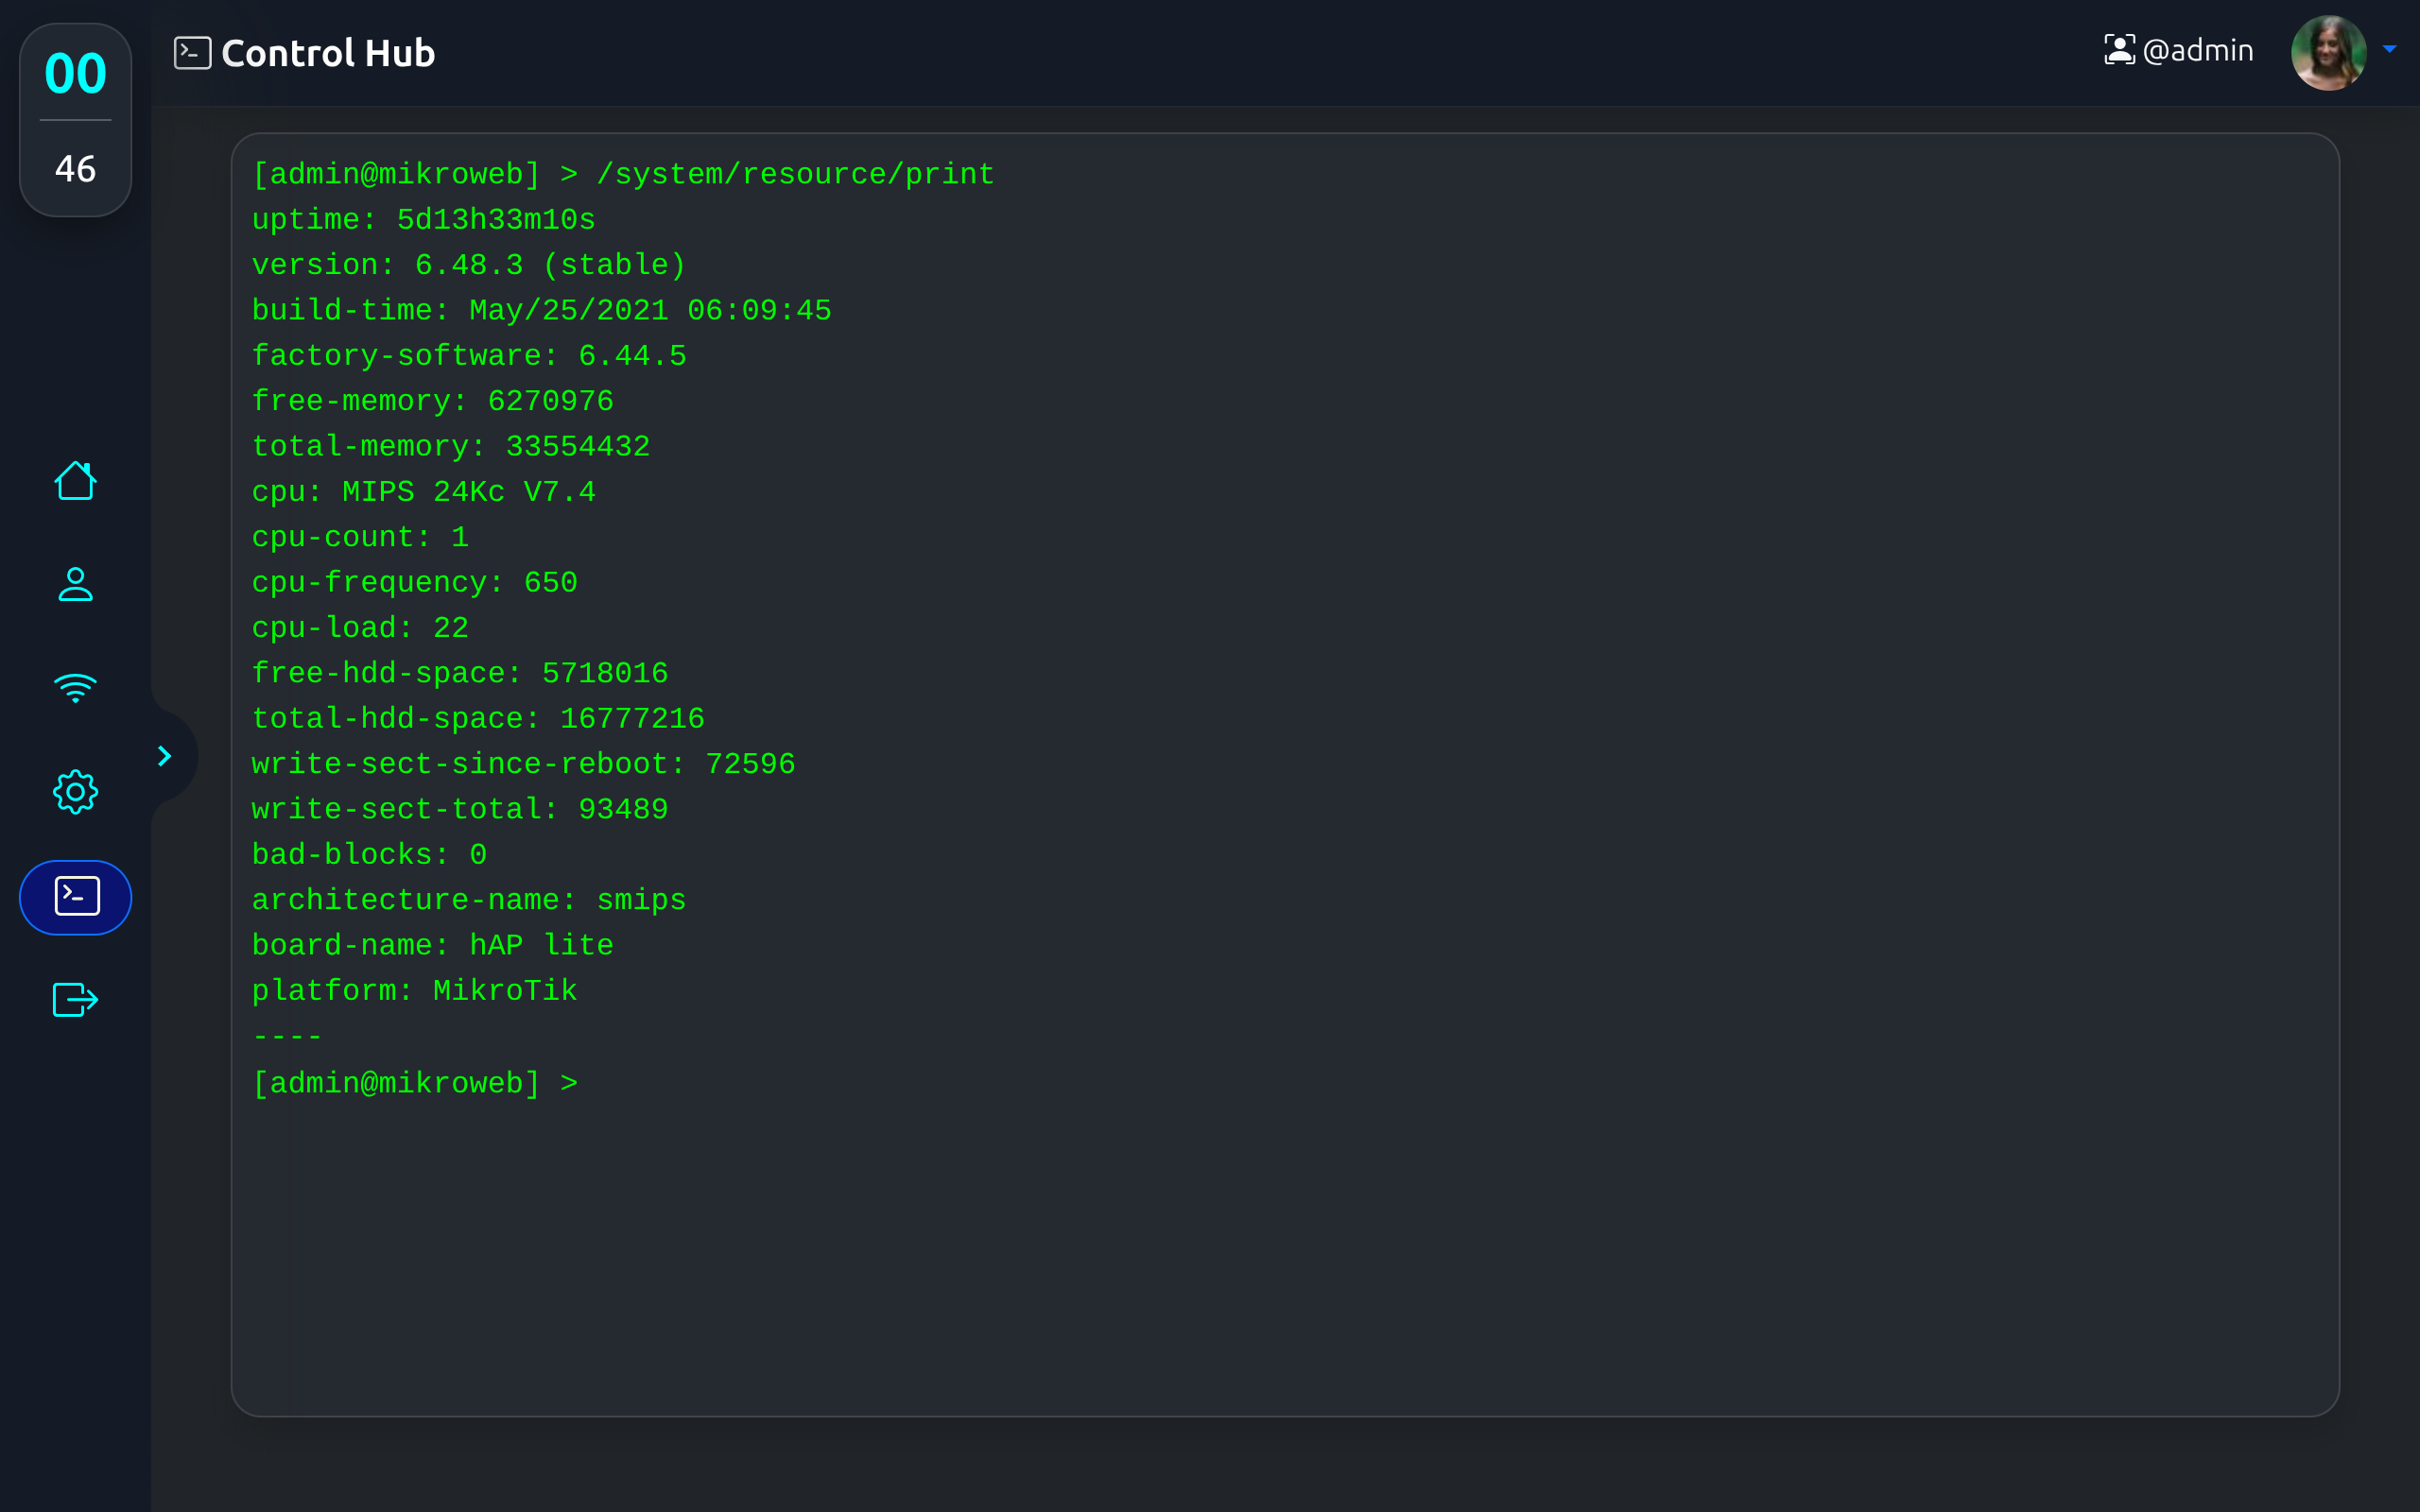 00
46
Control Hub
@admin
[admin@mikroweb] > /system/resource/print
uptime: 5d13h33m10s
version: 6.48.3 (stable)
build-time: May/25/2021 06:09:45
factory-software: 6.44.5
free-memory: 6270976
total-memory: 33554432
cpu: MIPS 24Kc V7.4
cpu-count: 1
cpu-frequency: 650
cpu-load: 22
free-hdd-space: 5718016
total-hdd-space: 16777216
write-sect-since-reboot: 72596
write-sect-total: 93489
bad-blocks: 0
architecture-name: smips
board-name: hAP lite
platform: MikroTik
----
[admin@mikroweb] >